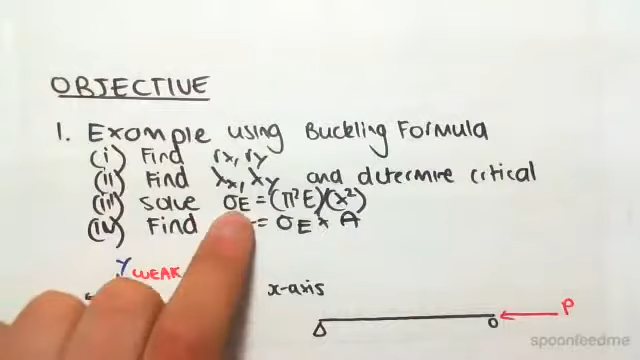 OBJECTIVE
1. Example using Buckling Formula
(i) Find rx, ry
(ii) Find λx, λy and determine critical
(iii) Solve σE = (π²E)/(λ²)
(iv) Find = σE × A
Y WEAK
x-axis
P
spoonfeedme